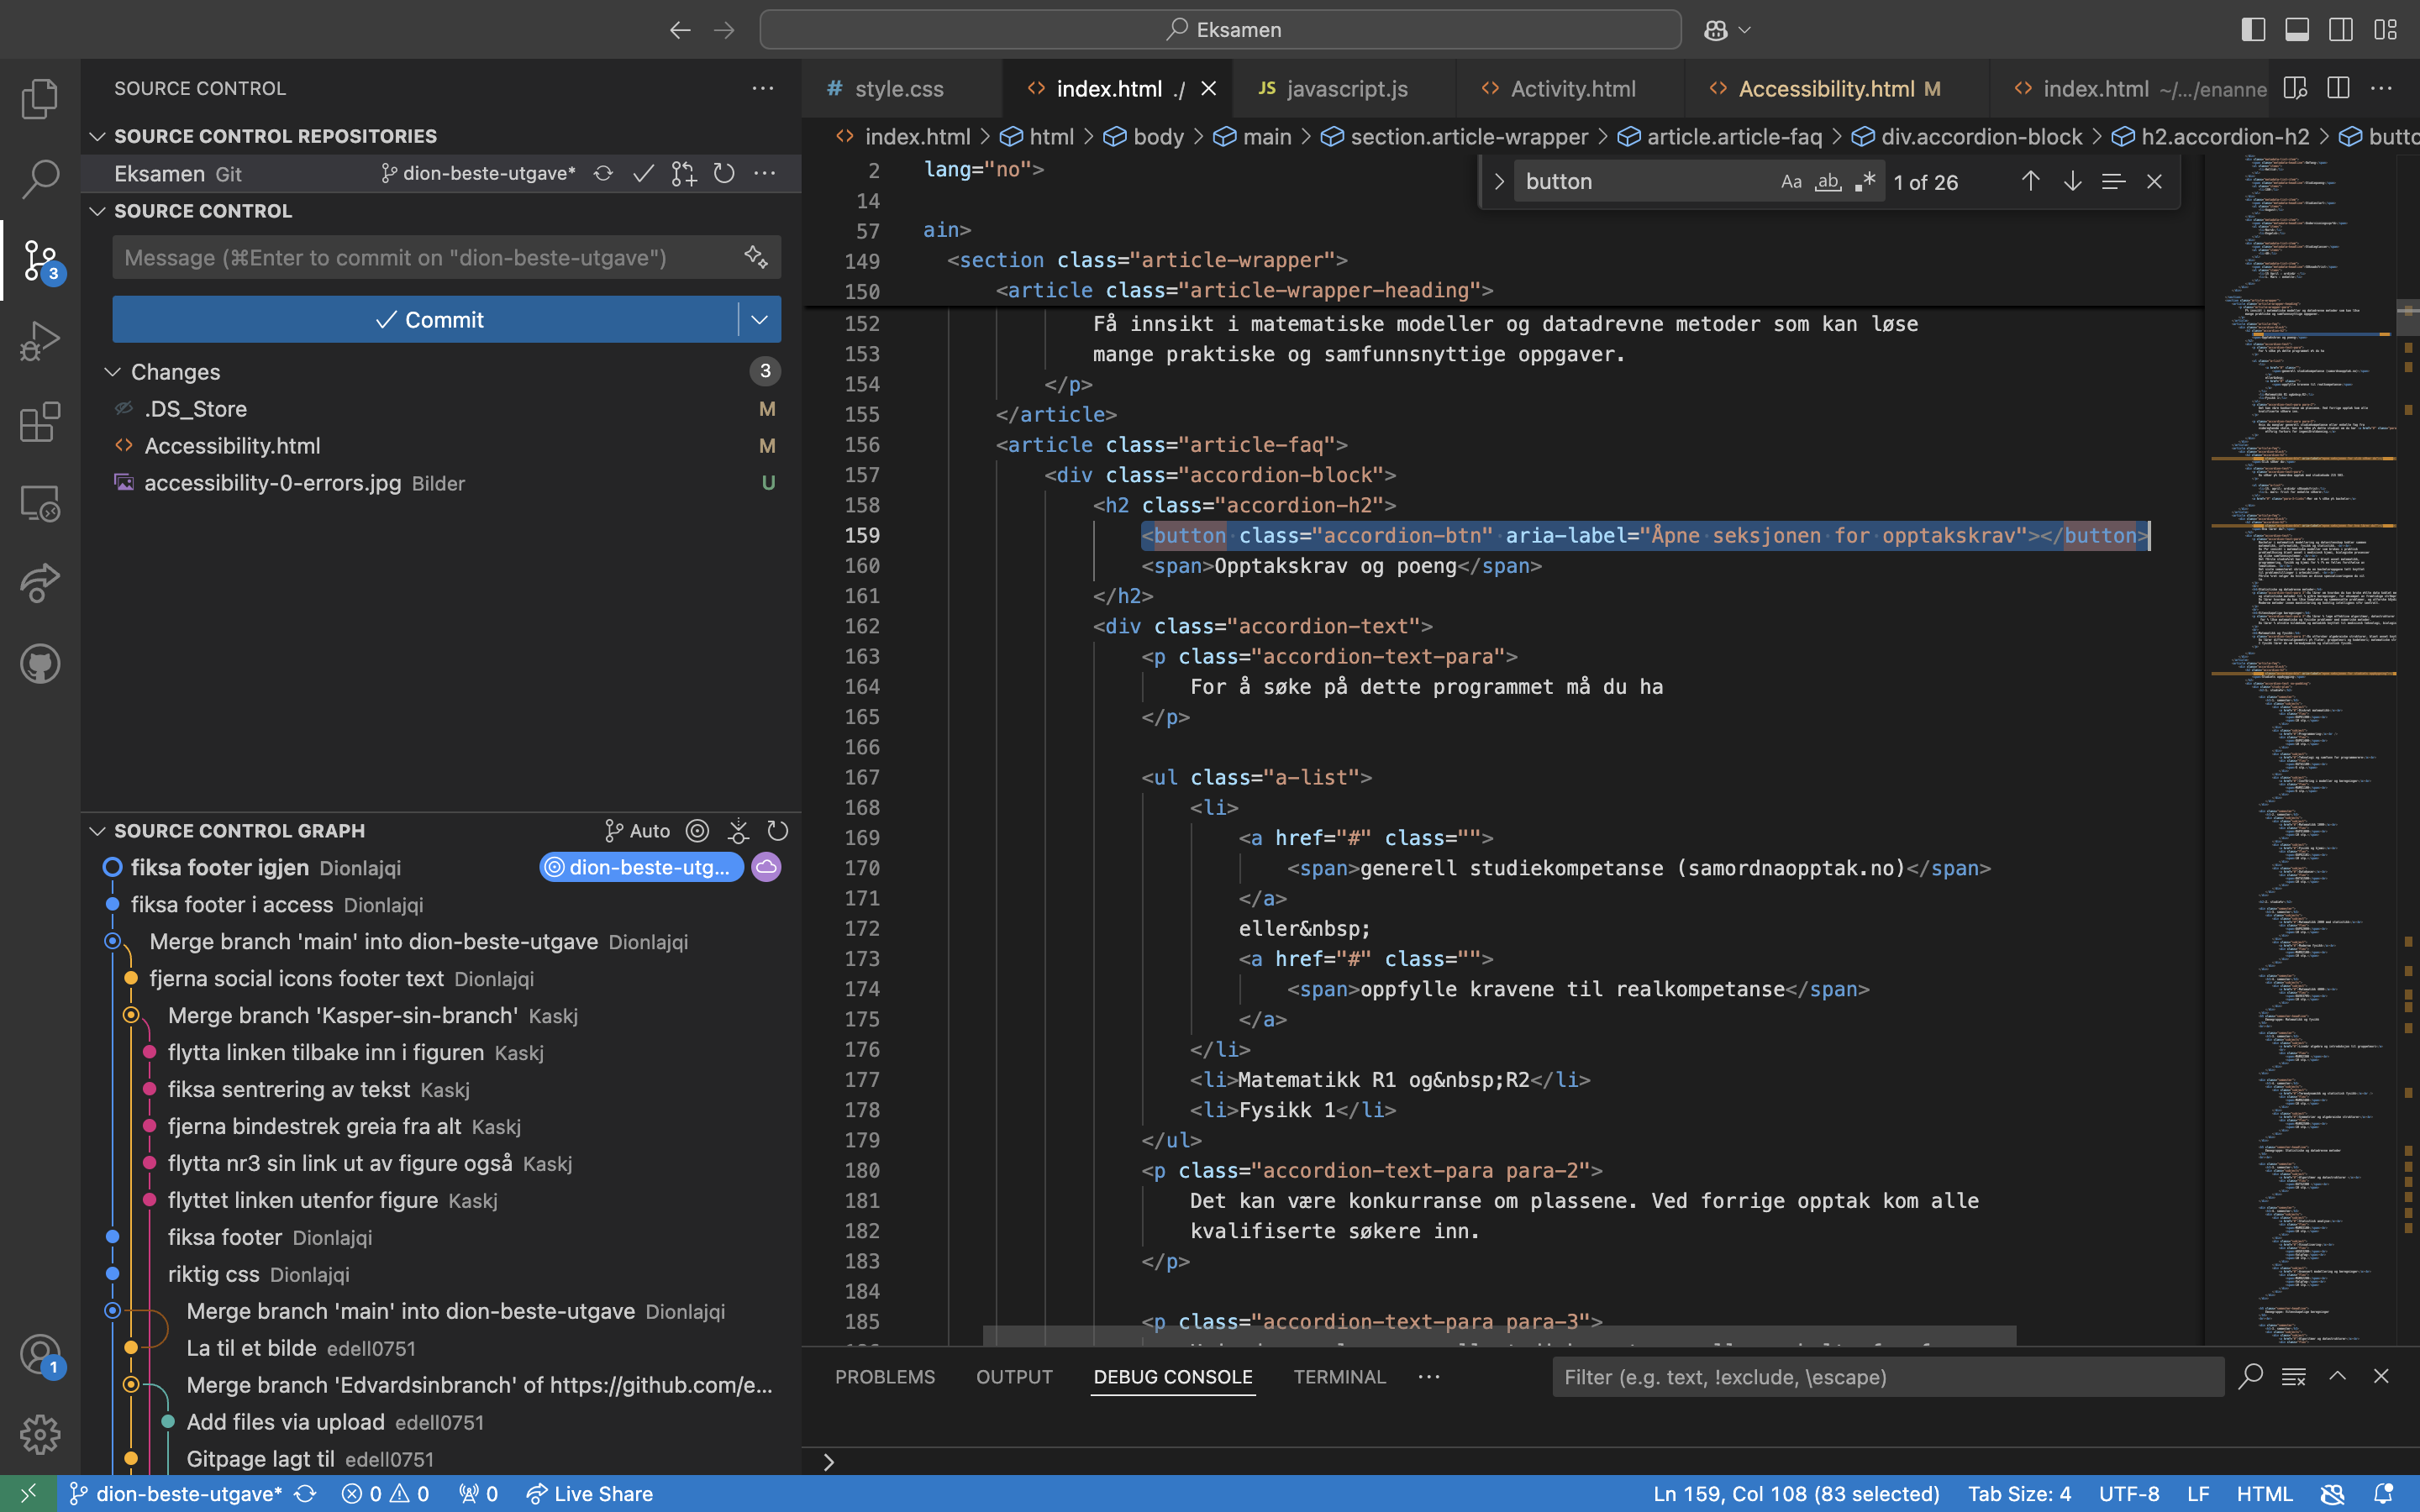 Eksamen
SOURCE CONTROL
SOURCE CONTROL REPOSITORIES
Eksamen Git dion-beste-utgave*
SOURCE CONTROL
Message (⌘Enter to commit on "dion-beste-utgave")
Commit
Changes 3
.DS_Store M
Accessibility.html M
accessibility-0-errors.jpg Bilder U
3
1
SOURCE CONTROL GRAPH Auto
fiksa footer igjen Dionlajqi dion-beste-utg...
fiksa footer i access Dionlajqi
Merge branch 'main' into dion-beste-utgave Dionlajqi
fjerna social icons footer text Dionlajqi
Merge branch 'Kasper-sin-branch' Kaskj
flytta linken tilbake inn i figuren Kaskj
fiksa sentrering av tekst Kaskj
fjerna bindestrek greia fra alt Kaskj
flytta nr3 sin link ut av figure også Kaskj
flyttet linken utenfor figure Kaskj
fiksa footer Dionlajqi
riktig css Dionlajqi
Merge branch 'main' into dion-beste-utgave Dionlajqi
La til et bilde edell0751
Merge branch 'Edvardsinbranch' of https://github.com/e...
Add files via upload edell0751
Gitpage lagt til edell0751
# style.css
<> index.html ./
JS javascript.js
<> Activity.html
<> Accessibility.html M
<> index.html ~/.../enanne
<> index.html > html > body > main > section.article-wrapper > article.article-faq > div.accordion-block > h2.accordion-h2 > butto
button Aa ab .* 1 of 26
2 lang="no">
14
57 ain>
149 <section class="article-wrapper">
150 <article class="article-wrapper-heading">
152 Få innsikt i matematiske modeller og datadrevne metoder som kan løse
153 mange praktiske og samfunnsnyttige oppgaver.
154 </p>
155 </article>
156 <article class="article-faq">
157 <div class="accordion-block">
158 <h2 class="accordion-h2">
159 <button class="accordion-btn" aria-label="Åpne seksjonen for opptakskrav"></button>
160 <span>Opptakskrav og poeng</span>
161 </h2>
162 <div class="accordion-text">
163 <p class="accordion-text-para">
164 For å søke på dette programmet må du ha
165 </p>
166
167 <ul class="a-list">
168 <li>
169 <a href="#" class="">
170 <span>generell studiekompetanse (samordnaopptak.no)</span>
171 </a>
172 eller&nbsp;
173 <a href="#" class="">
174 <span>oppfylle kravene til realkompetanse</span>
175 </a>
176 </li>
177 <li>Matematikk R1 og&nbsp;R2</li>
178 <li>Fysikk 1</li>
179 </ul>
180 <p class="accordion-text-para para-2">
181 Det kan være konkurranse om plassene. Ved forrige opptak kom alle
182 kvalifiserte søkere inn.
183 </p>
184
185 <p class="accordion-text-para para-3">
PROBLEMS OUTPUT DEBUG CONSOLE TERMINAL
Filter (e.g. text, !exclude, \escape)
dion-beste-utgave* 0 0 0 Live Share
Ln 159, Col 108 (83 selected) Tab Size: 4 UTF-8 LF HTML